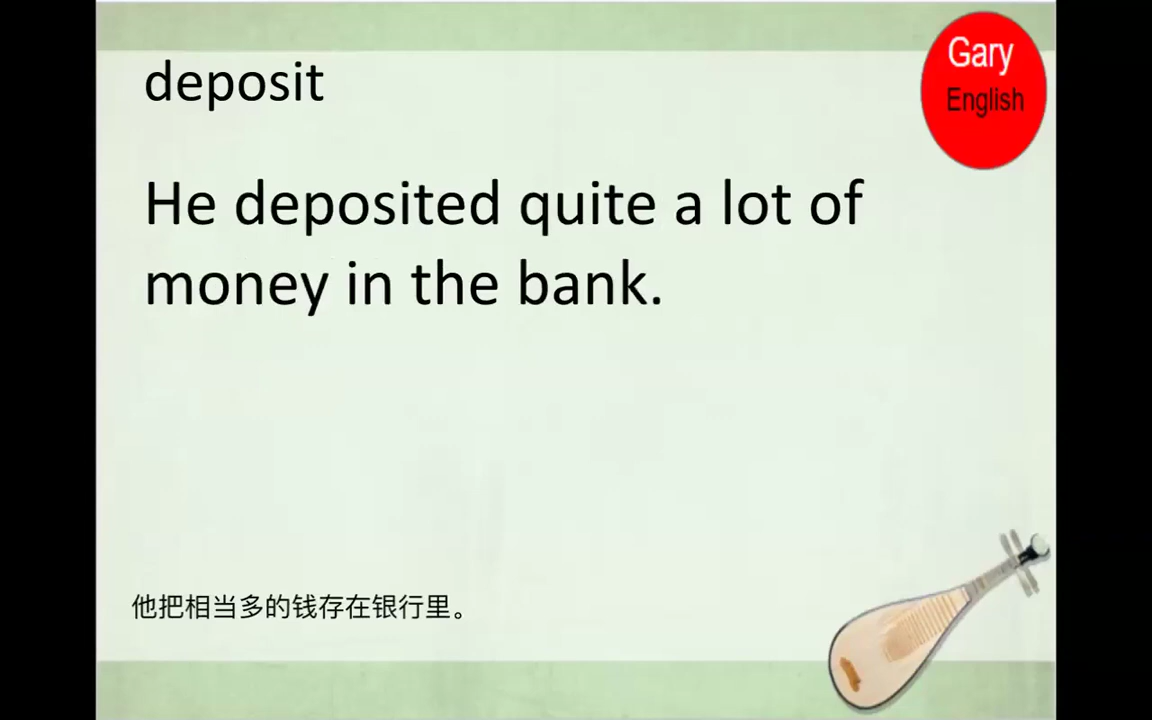 deposit
Gary
English
He deposited quite a lot of
money in the bank.
他把相当多的钱存在银行里。